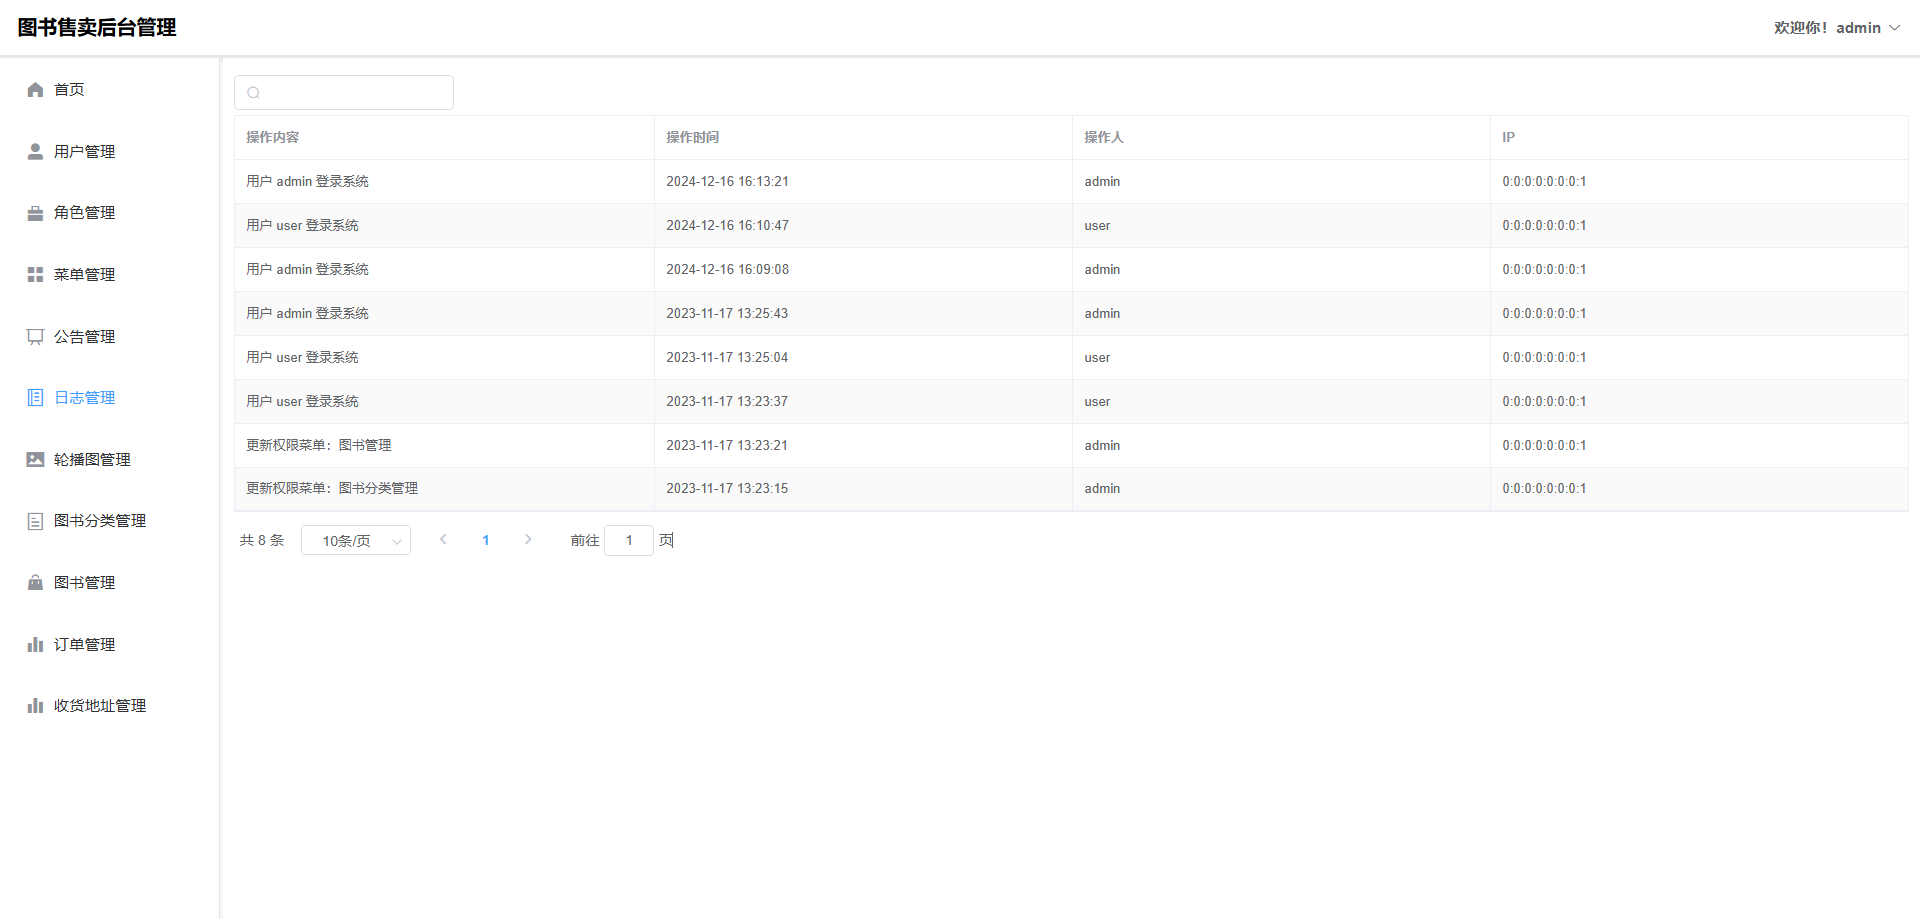 图书售卖后台管理
欢迎你！admin
首页
用户管理
角色管理
菜单管理
公告管理
日志管理
轮播图管理
图书分类管理
图书管理
订单管理
收货地址管理
操作内容 操作时间 操作人 IP
用户 admin 登录系统 2024-12-16 16:13:21 admin 0:0:0:0:0:0:0:1
用户 user 登录系统 2024-12-16 16:10:47 user 0:0:0:0:0:0:0:1
用户 admin 登录系统 2024-12-16 16:09:08 admin 0:0:0:0:0:0:0:1
用户 admin 登录系统 2023-11-17 13:25:43 admin 0:0:0:0:0:0:0:1
用户 user 登录系统 2023-11-17 13:25:04 user 0:0:0:0:0:0:0:1
用户 user 登录系统 2023-11-17 13:23:37 user 0:0:0:0:0:0:0:1
更新权限菜单：图书管理 2023-11-17 13:23:21 admin 0:0:0:0:0:0:0:1
更新权限菜单：图书分类管理 2023-11-17 13:23:15 admin 0:0:0:0:0:0:0:1
共 8 条 10条/页 1 前往 1 页